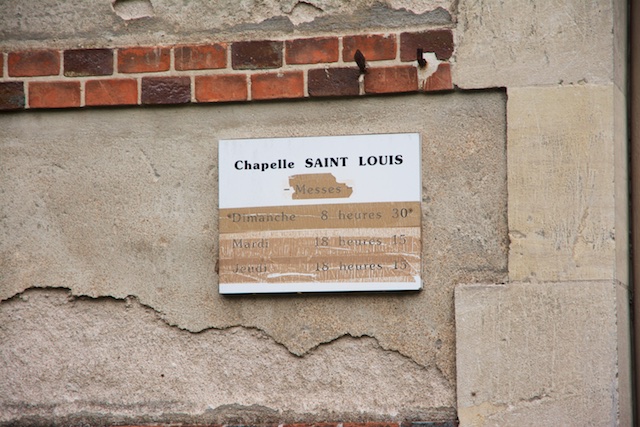 Chapelle SAINT LOUIS
- Messes
*Dimanche 8 heures 30*
Mardi 18 heures 15
Jeudi 18 heures 15